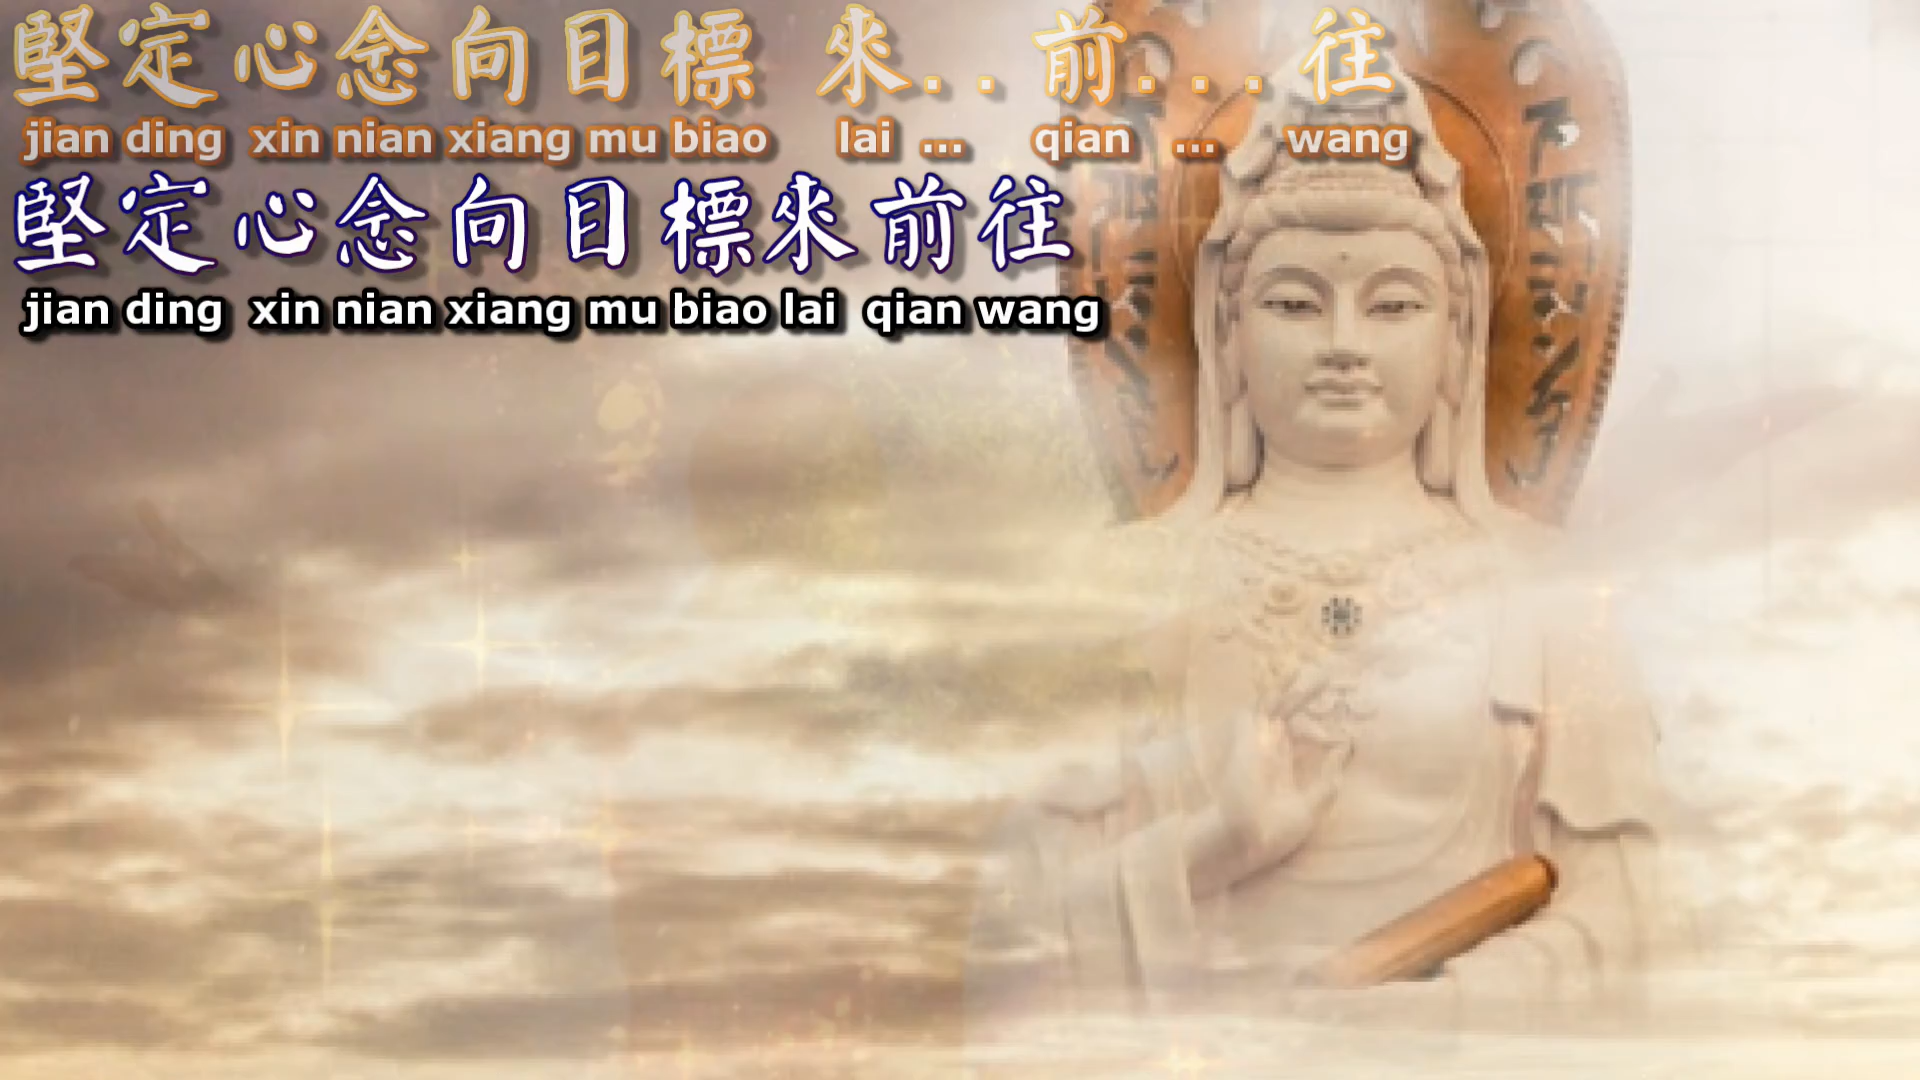 堅定心念向目標 來..前...往
jian ding xin nian xiang mu biao lai ... qian ... wang
堅定心念向目標來前往
jian ding xin nian xiang mu biao lai qian wang